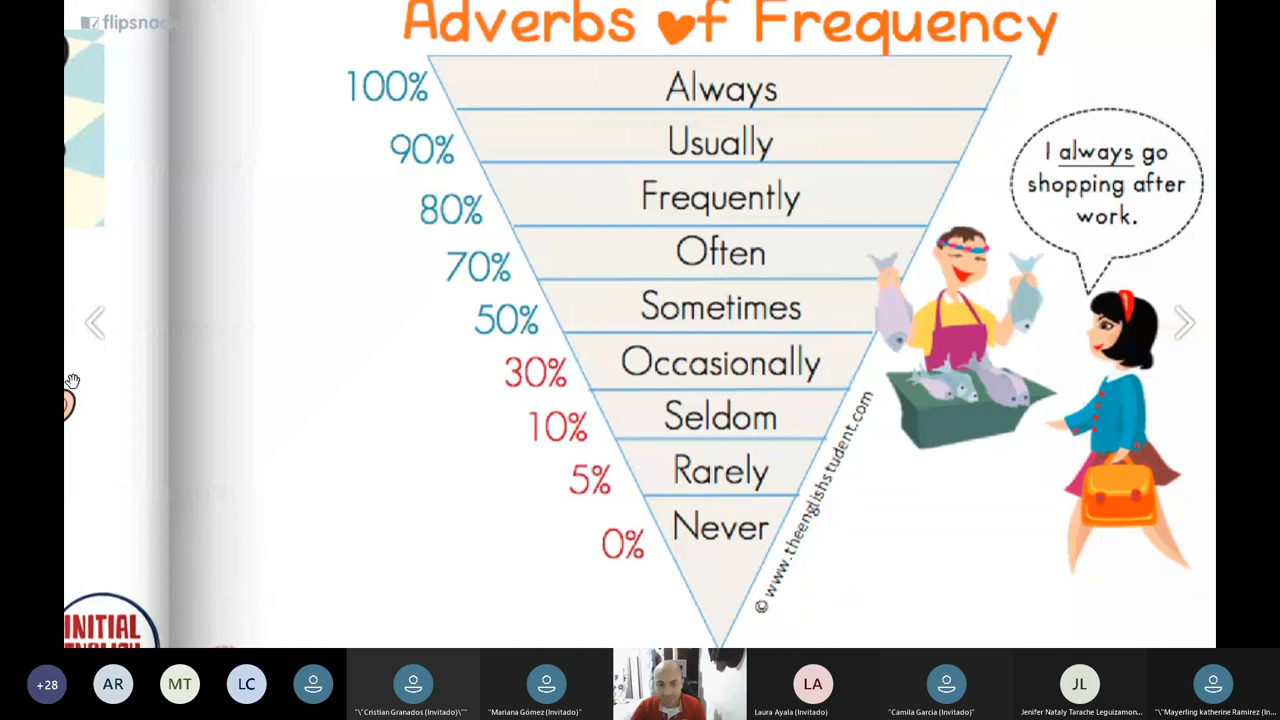 flipsnack
Adverbs of Frequency
100% Always
90% Usually
80% Frequently
70% Often
50% Sometimes
30% Occasionally
10% Seldom
5% Rarely
0% Never
I always go
shopping after
work.
© www.theenglishstudent.com
INITIAL
+28
AR
MT
LC
"\"Cristian Granados (Invitado)\""
"Mariana Gómez (Invitado)"
LA
Laura Ayala (Invitado)
"Camila Garcia (Invitado)"
JL
Jenifer Nataly Tarache Leguizamon...
"\"Mayerling katherine Ramirez (In...